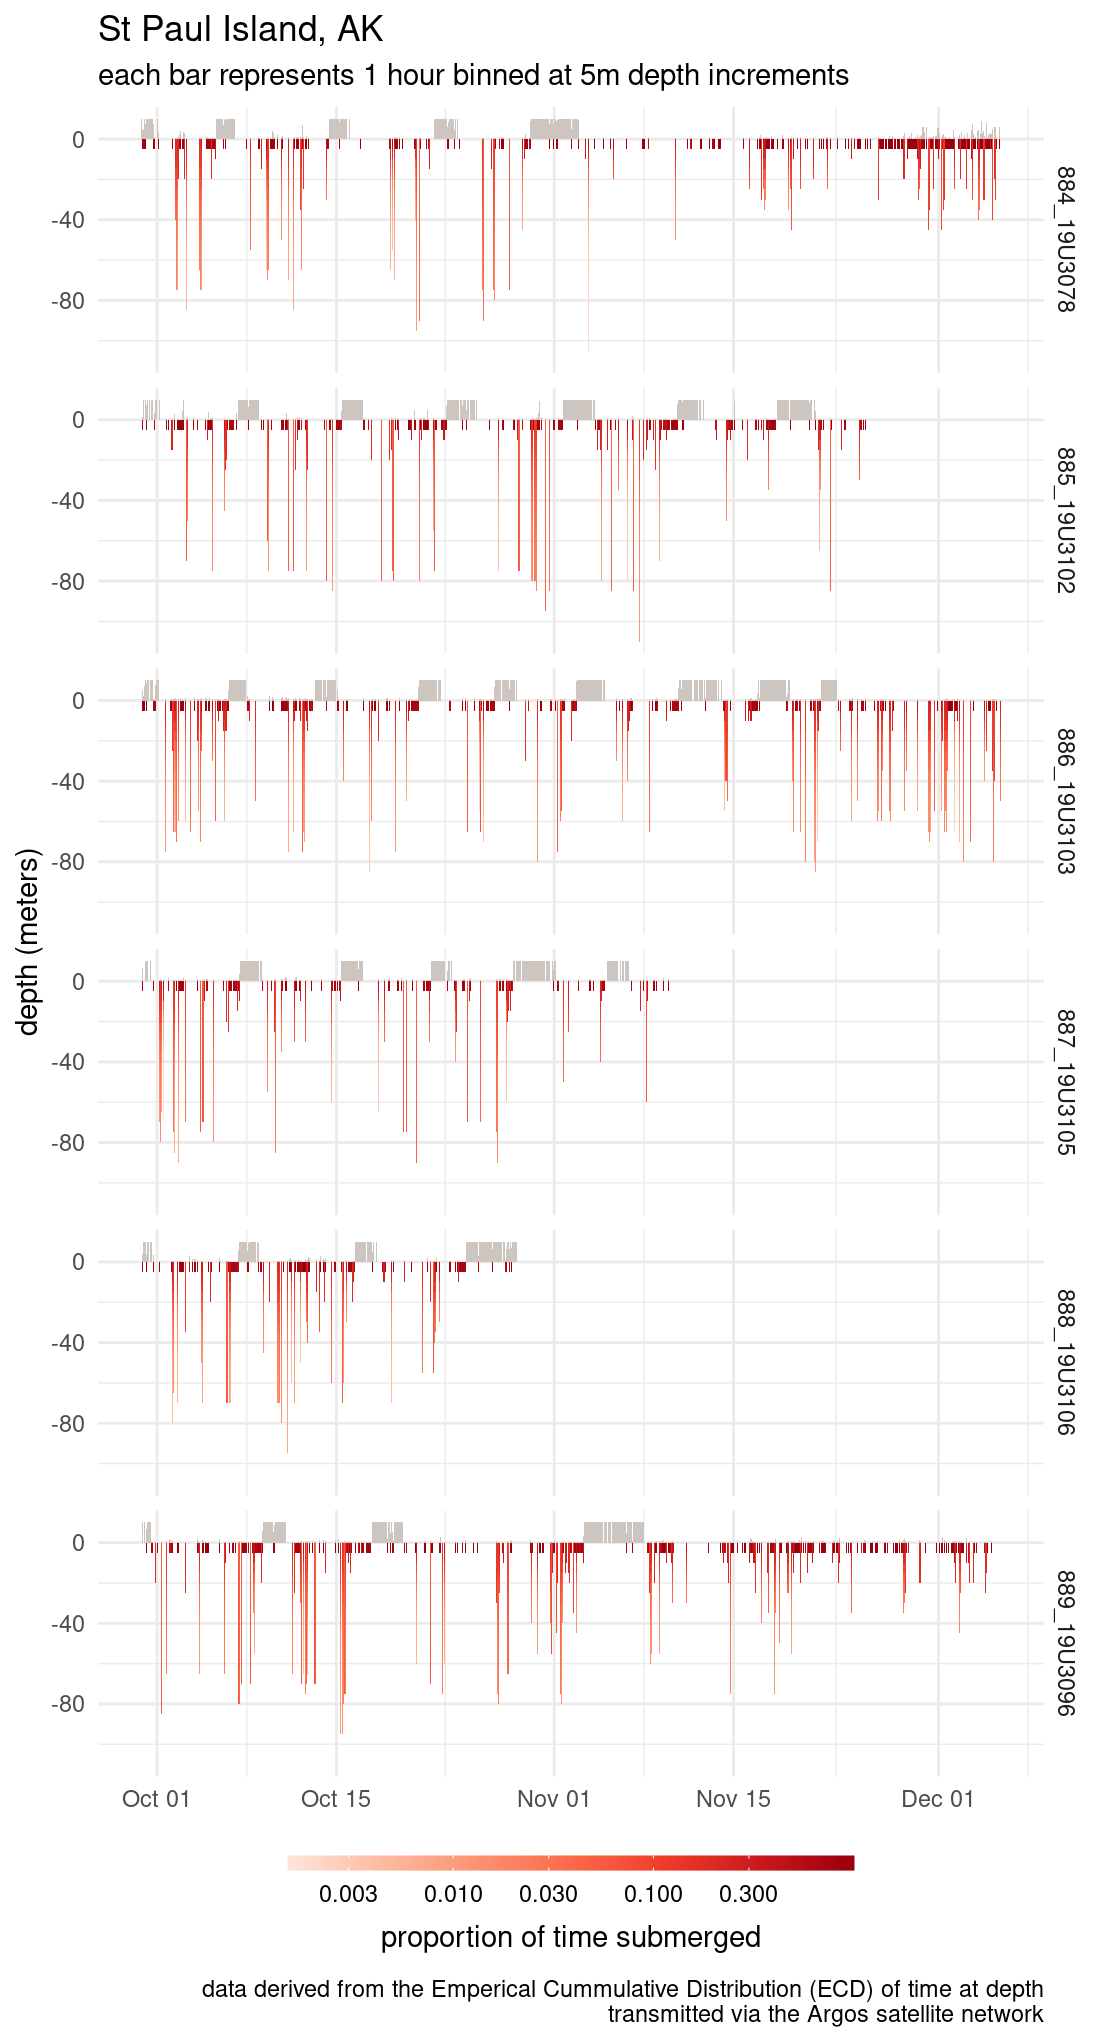 St Paul Island, AK
each bar represents 1 hour binned at 5m depth increments
0
-40
-80
884_19U3078
0
-40
-80
885_19U3102
0
-40
-80
886_19U3103
depth (meters)
0
-40
-80
887_19U3105
0
-40
-80
888_19U3106
0
-40
-80
889_19U3096
Oct 01 Oct 15 Nov 01 Nov 15 Dec 01
0.003 0.010 0.030 0.100 0.300
proportion of time submerged
data derived from the Emperical Cummulative Distribution (ECD) of time at depth
transmitted via the Argos satellite network